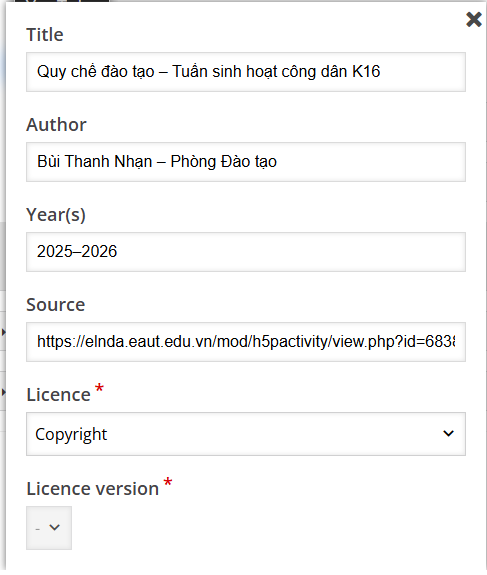 Title
Quy chế đào tạo – Tuần sinh hoạt công dân K16
Author
Bùi Thanh Nhạn – Phòng Đào tạo
Year(s)
2025–2026
Source
https://elnda.eaut.edu.vn/mod/h5pactivity/view.php?id=6838
Licence *
Copyright
Licence version *
-